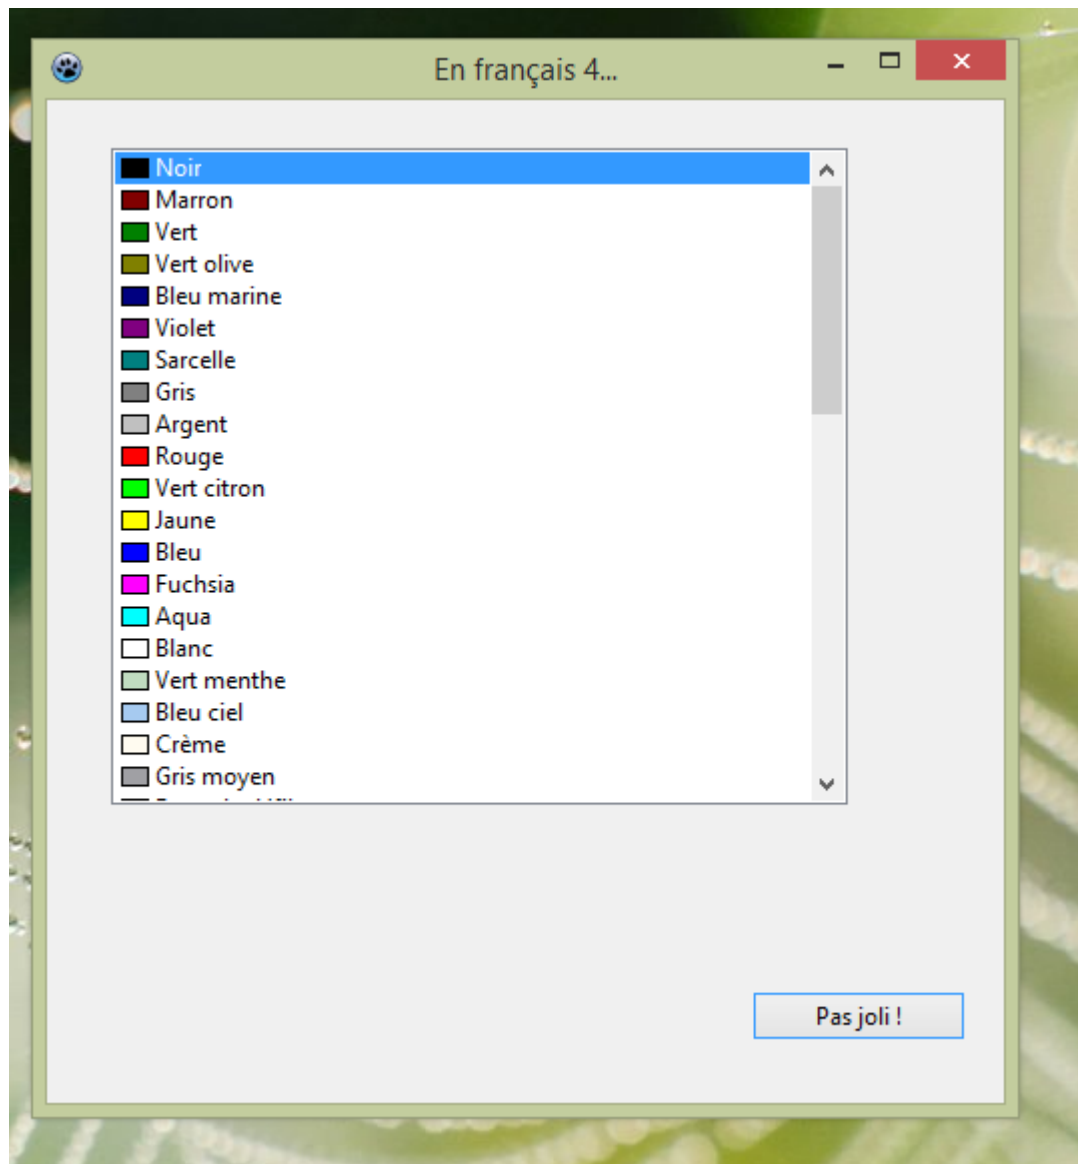 En français 4...
Noir
Marron
Vert
Vert olive
Bleu marine
Violet
Sarcelle
Gris
Argent
Rouge
Vert citron
Jaune
Bleu
Fuchsia
Aqua
Blanc
Vert menthe
Bleu ciel
Crème
Gris moyen
Pas joli !